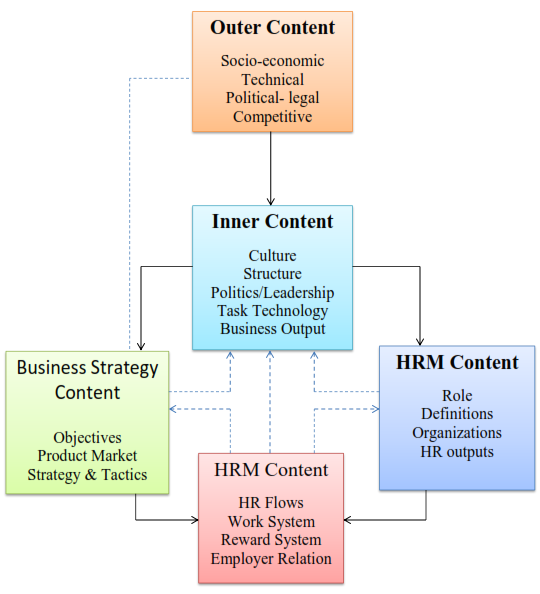 Outer Content
Socio-economic
Technical
Political- legal
Competitive
Inner Content
Culture
Structure
Politics/Leadership
Task Technology
Business Output
Business Strategy
Content
Objectives
Product Market
Strategy & Tactics
HRM Content
Role
Definitions
Organizations
HR outputs
HRM Content
HR Flows
Work System
Reward System
Employer Relation